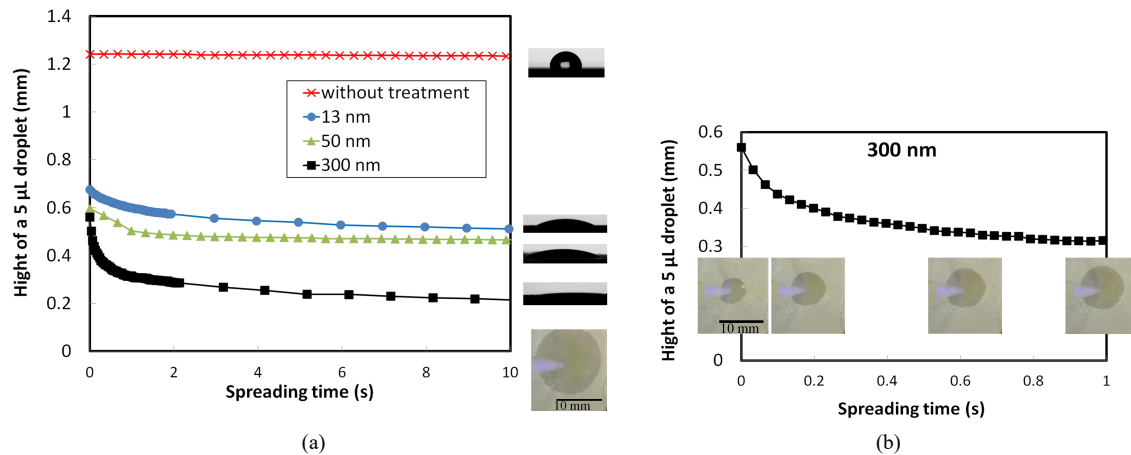 1.4
1.2
1
0.8
0.6
0.4
0.2
0
Hight of a 5 µL droplet (mm)
without treatment
13 nm
50 nm
300 nm
0 2 4 6 8 10
Spreading time (s)
10 mm
(a)
0.6
0.5
0.4
0.3
0
Hight of a 5 µL droplet (mm)
300 nm
10 mm
0 0.2 0.4 0.6 0.8 1
Spreading time (s)
(b)